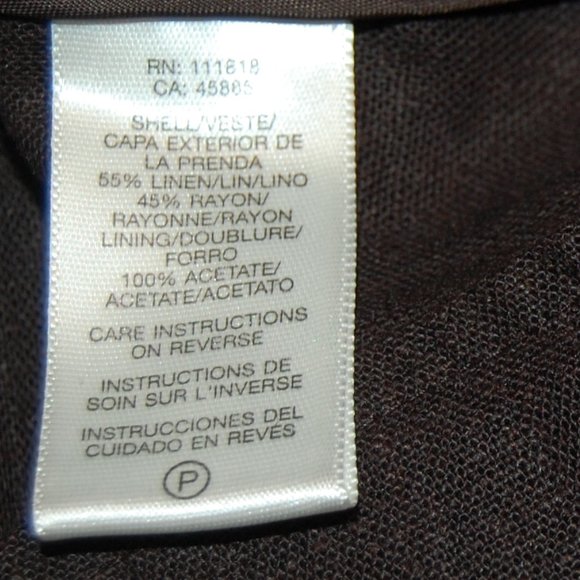 RN: 111818
CA: 45885
SHELL/VESTE/
CAPA EXTERIOR DE
LA PRENDA
55% LINEN/LIN/LINO
45% RAYON/
RAYONNE/RAYON
LINING/DOUBLURE/
FORRO
100% ACETATE/
ACETATE/ACETATO
CARE INSTRUCTIONS
ON REVERSE
INSTRUCTIONS DE
SOIN SUR L'INVERSE
INSTRUCCIONES DEL
CUIDADO EN REVÉS
P